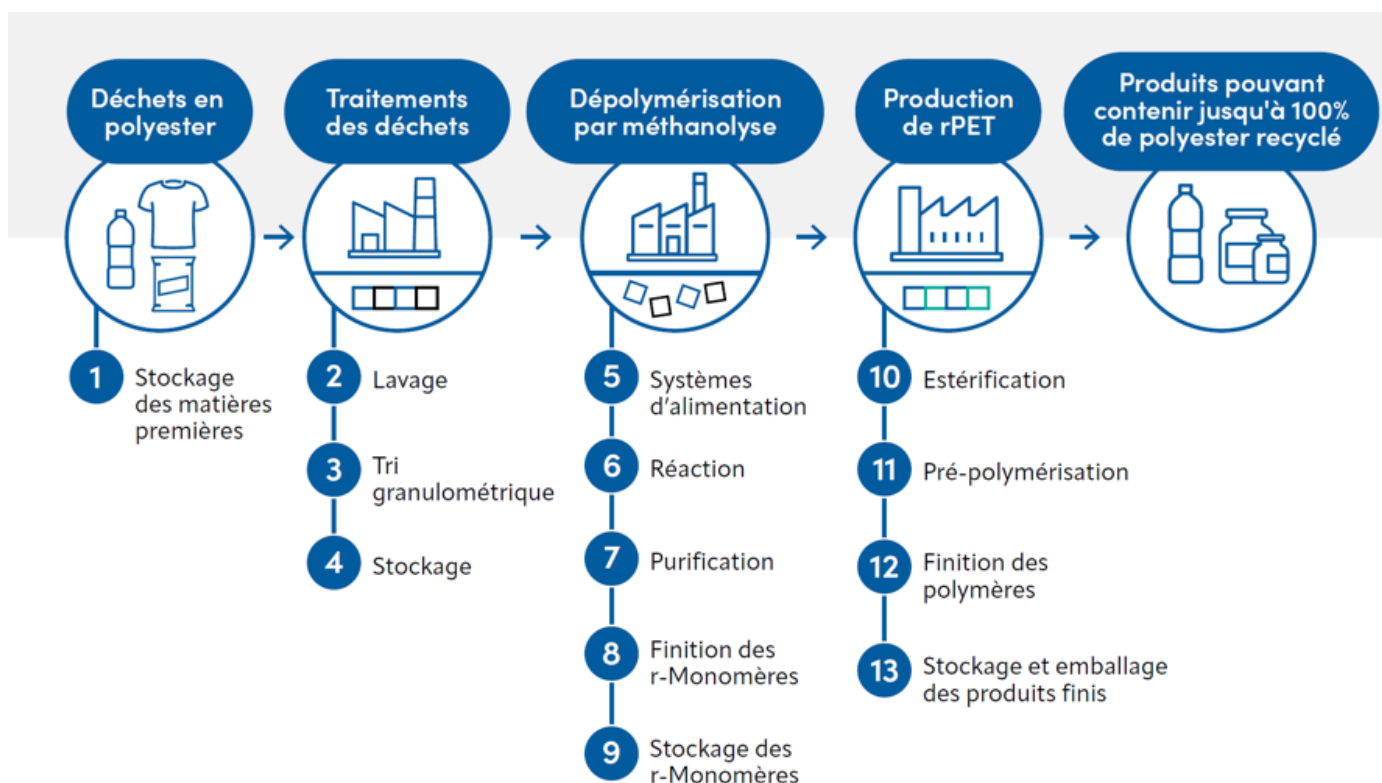 Déchets en
polyester
Traitements
des déchets
Dépolymérisation
par méthanolyse
Production
de rPET
Produits pouvant
contenir jusqu'à 100%
de polyester recyclé
1 Stockage
des matières
premières
2 Lavage
3 Tri
granulométrique
4 Stockage
5 Systèmes
d'alimentation
6 Réaction
7 Purification
8 Finition des
r-Monomères
9 Stockage des
r-Monomères
10 Estérification
11 Pré-polymérisation
12 Finition des
polymères
13 Stockage et emballage
des produits finis